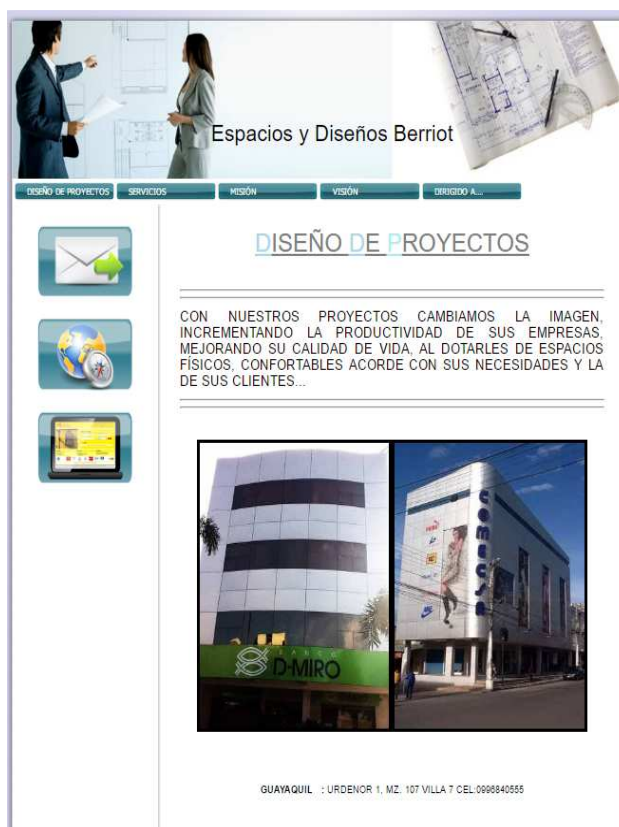 Espacios y Diseños Berriot
DISEÑO DE PROYECTOS SERVICIOS MISIÓN VISIÓN DIRIGIDO A...
DISEÑO DE PROYECTOS
CON NUESTROS PROYECTOS CAMBIAMOS LA IMAGEN,
INCREMENTANDO LA PRODUCTIVIDAD DE SUS EMPRESAS,
MEJORANDO SU CALIDAD DE VIDA, AL DOTARLES DE ESPACIOS
FÍSICOS, CONFORTABLES ACORDE CON SUS NECESIDADES Y LA
DE SUS CLIENTES...
BANCO
D-MIRO
COMECSA
GUAYAQUIL : URDENOR 1, MZ. 107 VILLA 7 CEL:0996840555